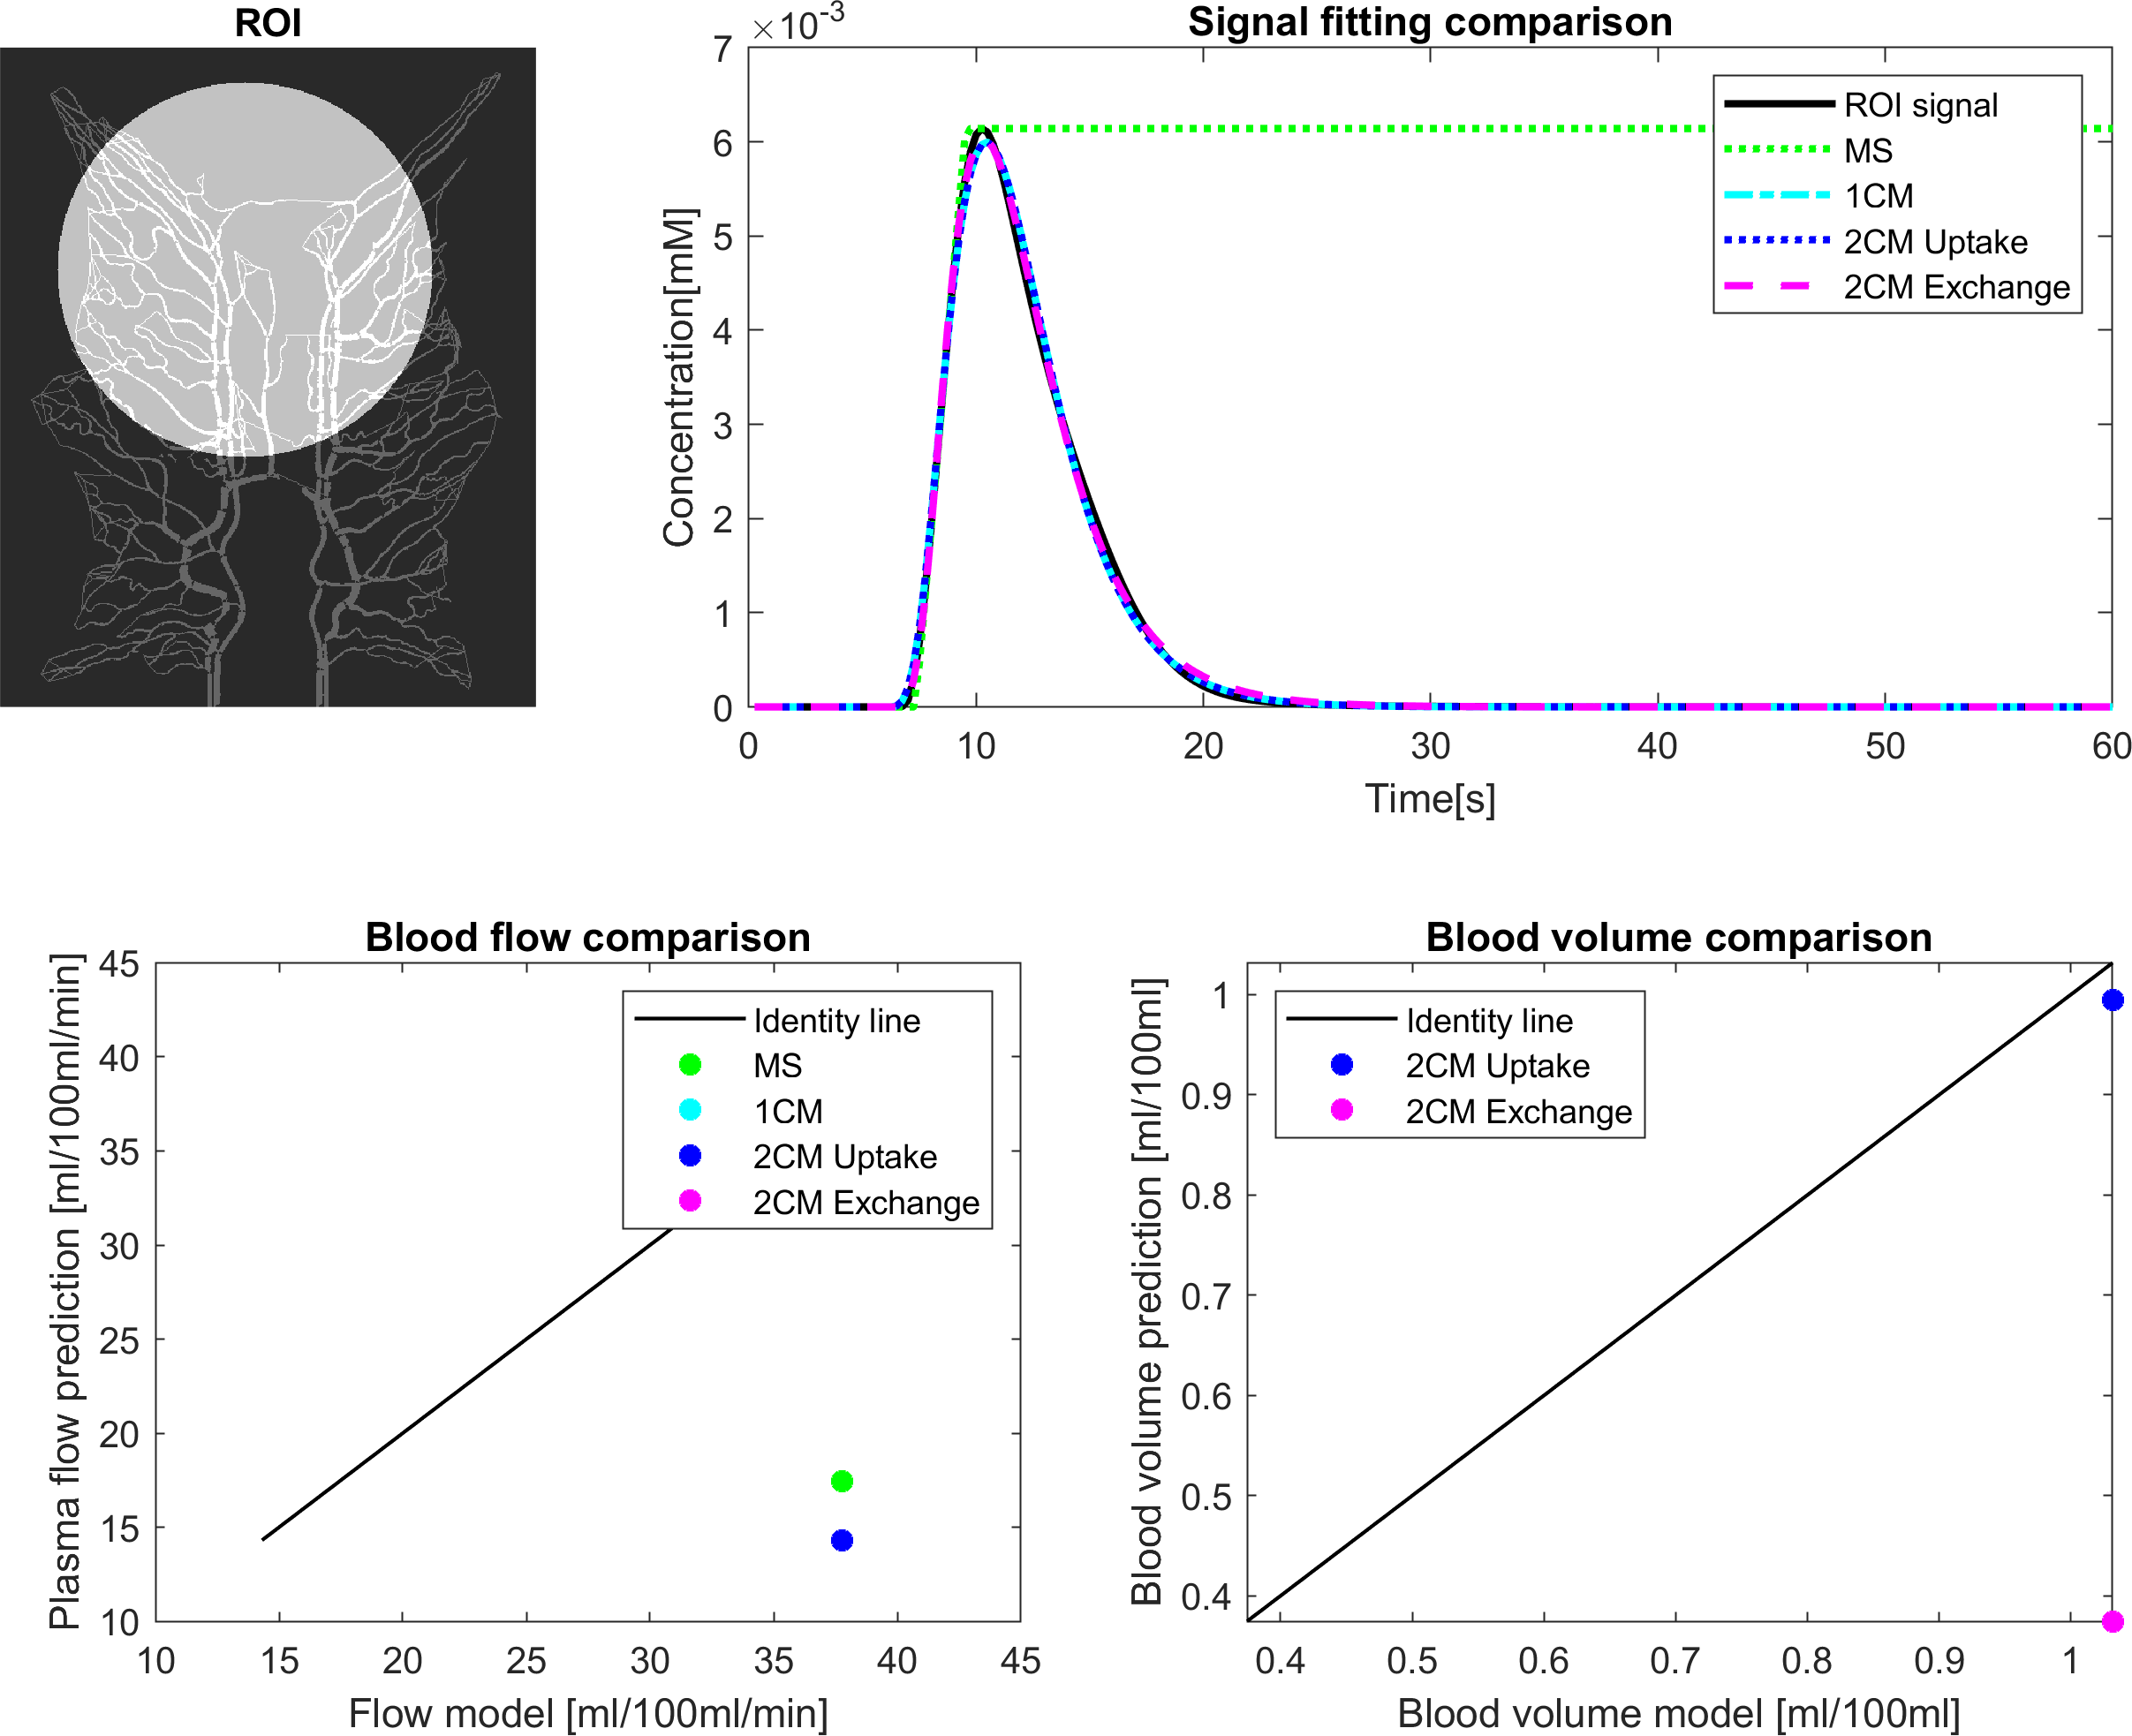 ROI
Signal fitting comparison
×10-3
7
6
5
4
3
2
1
0
Concentration[mM]
0 10 20 30 40 50 60
Time[s]
ROI signal
MS
1CM
2CM Uptake
2CM Exchange
Blood flow comparison
45
40
35
30
25
20
15
10
Plasma flow prediction [ml/100ml/min]
Identity line
MS
1CM
2CM Uptake
2CM Exchange
10 15 20 25 30 35 40 45
Flow model [ml/100ml/min]
Blood volume comparison
1
0.9
0.8
0.7
0.6
0.5
0.4
Blood volume prediction [ml/100ml]
Identity line
2CM Uptake
2CM Exchange
0.4 0.5 0.6 0.7 0.8 0.9 1
Blood volume model [ml/100ml]